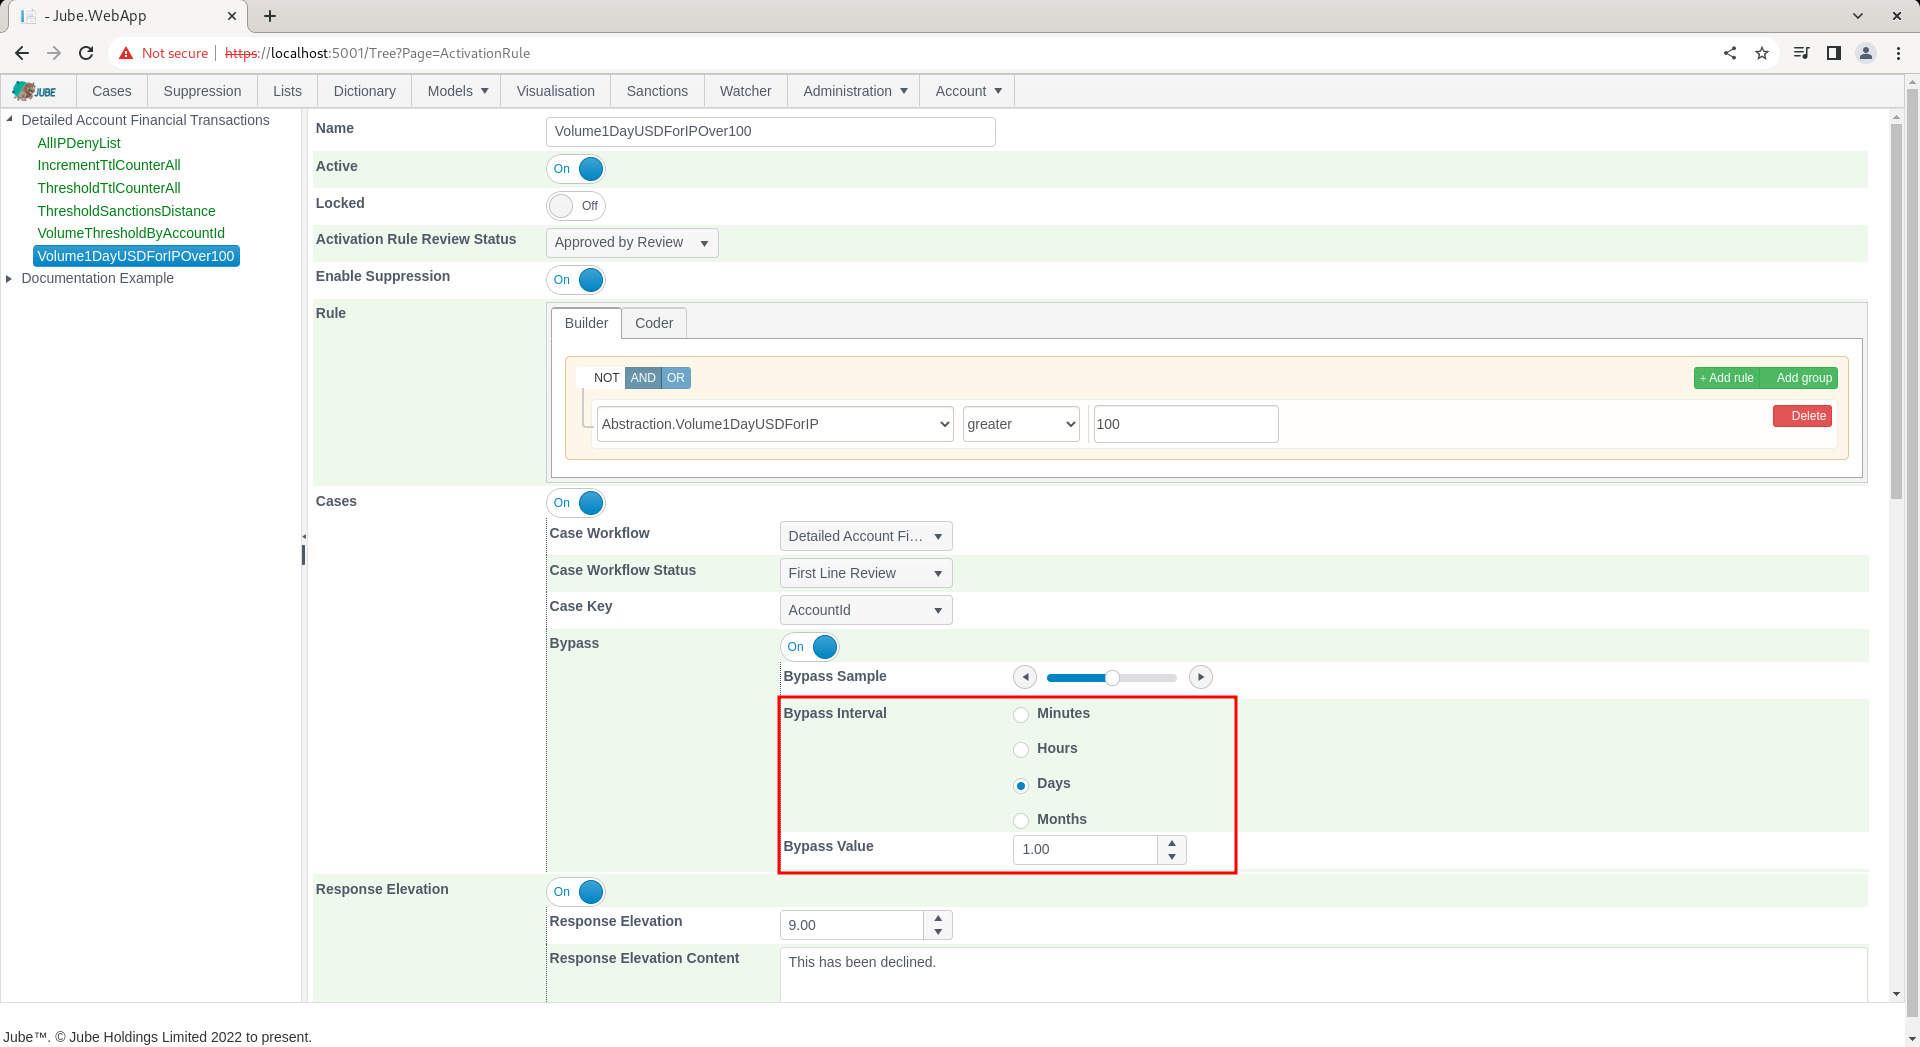 - Jube.WebApp
Not secure https://localhost:5001/Tree?Page=ActivationRule
JUBE Cases Subpression Lists Dictionary Models Visualisation Sanctions Watcher Administration Account
Detailed Account Financial Transactions
AllIPDenyList
IncrementTtlCounterAll
ThresholdTtlCounterAll
ThresholdSanctionsDistance
VolumeThresholdByAccountId
Volume1DayUSDForIPOver100
Documentation Example
Name Volume1DayUSDForIPOver100
Active On
Locked Off
Activation Rule Review Status Approved by Review
Enable Suppression On
Rule
Builder Coder
NOT AND OR + Add rule Add group
Abstraction.Volume1DayUSDForIP greater 100 Delete
Cases On
Case Workflow Detailed Account Fi...
Case Workflow Status First Line Review
Case Key AccountId
Bypass On
Bypass Sample
Bypass Interval Minutes
Hours
Days
Months
Bypass Value 1.00
Response Elevation On
Response Elevation 9.00
Response Elevation Content This has been declined.
Jube™. © Jube Holdings Limited 2022 to present.